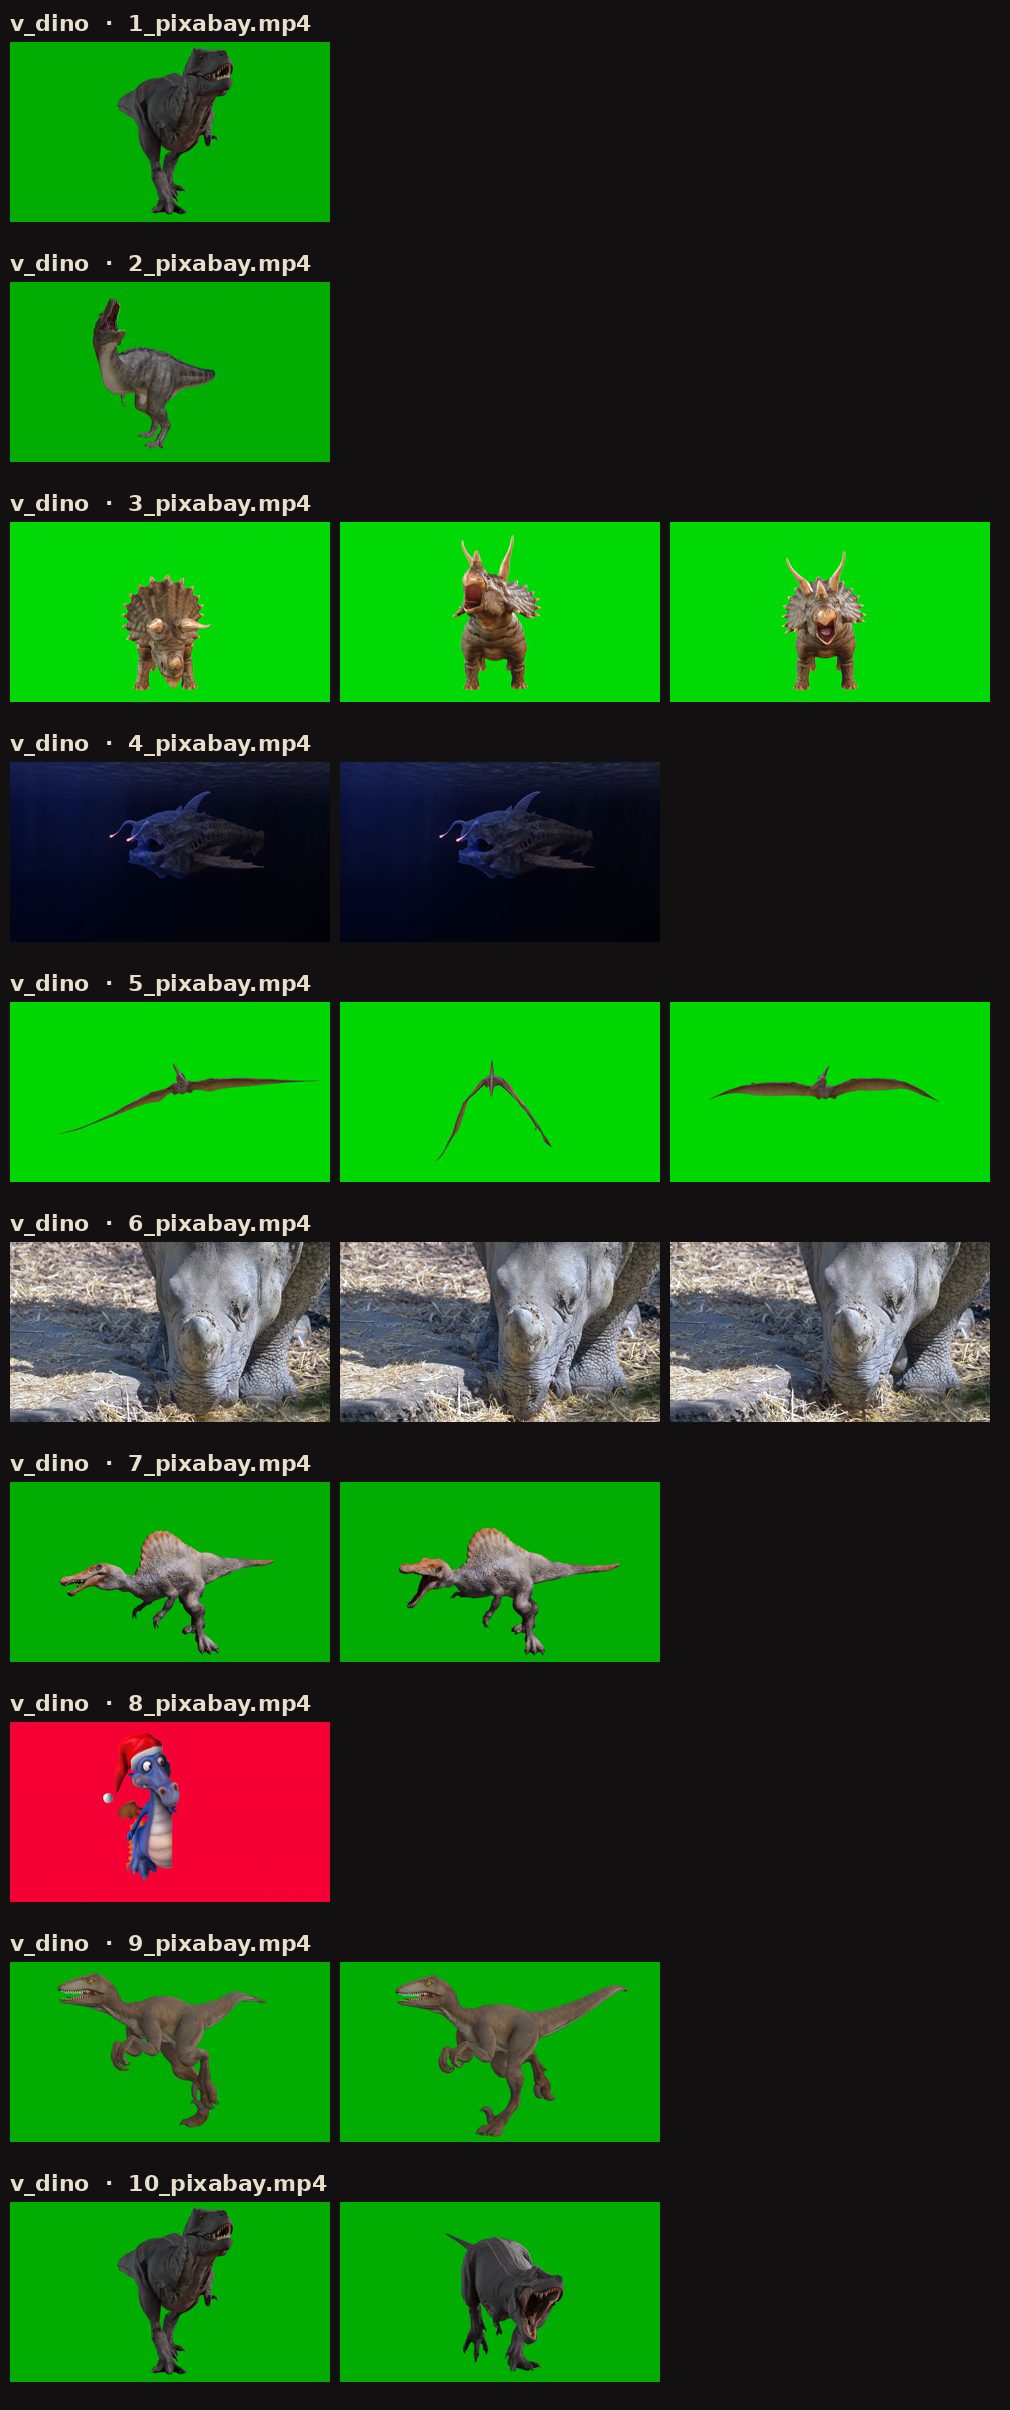 v_dino · 1_pixabay.mp4
v_dino · 2_pixabay.mp4
v_dino · 3_pixabay.mp4
v_dino · 4_pixabay.mp4
v_dino · 5_pixabay.mp4
v_dino · 6_pixabay.mp4
v_dino · 7_pixabay.mp4
v_dino · 8_pixabay.mp4
v_dino · 9_pixabay.mp4
v_dino · 10_pixabay.mp4